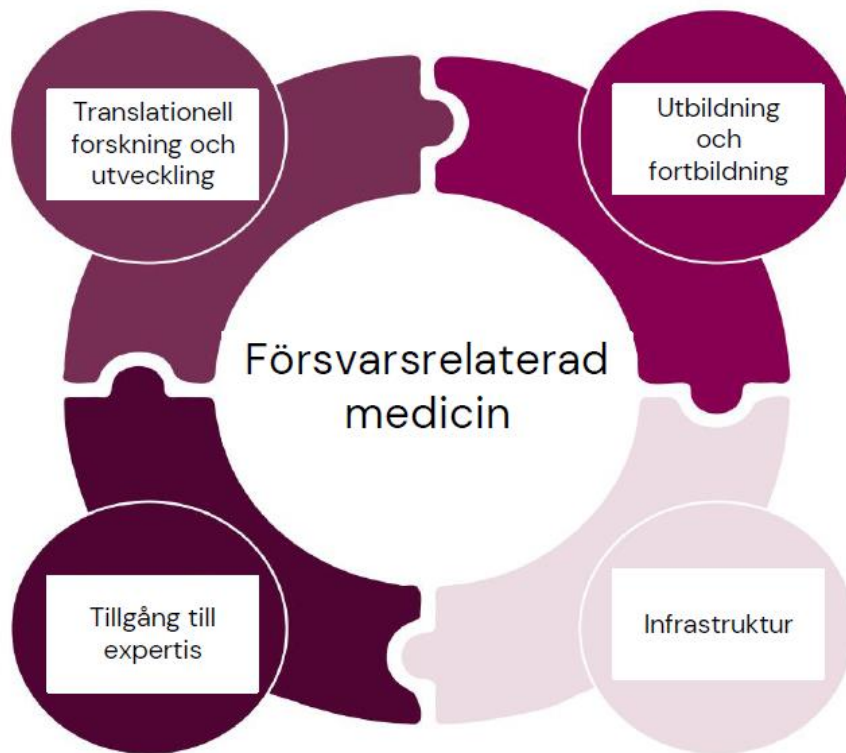 Translationell
forskning och
utveckling
Utbildning
och
fortbildning
Försvarsrelaterad
medicin
Tillgång till
expertis
Infrastruktur